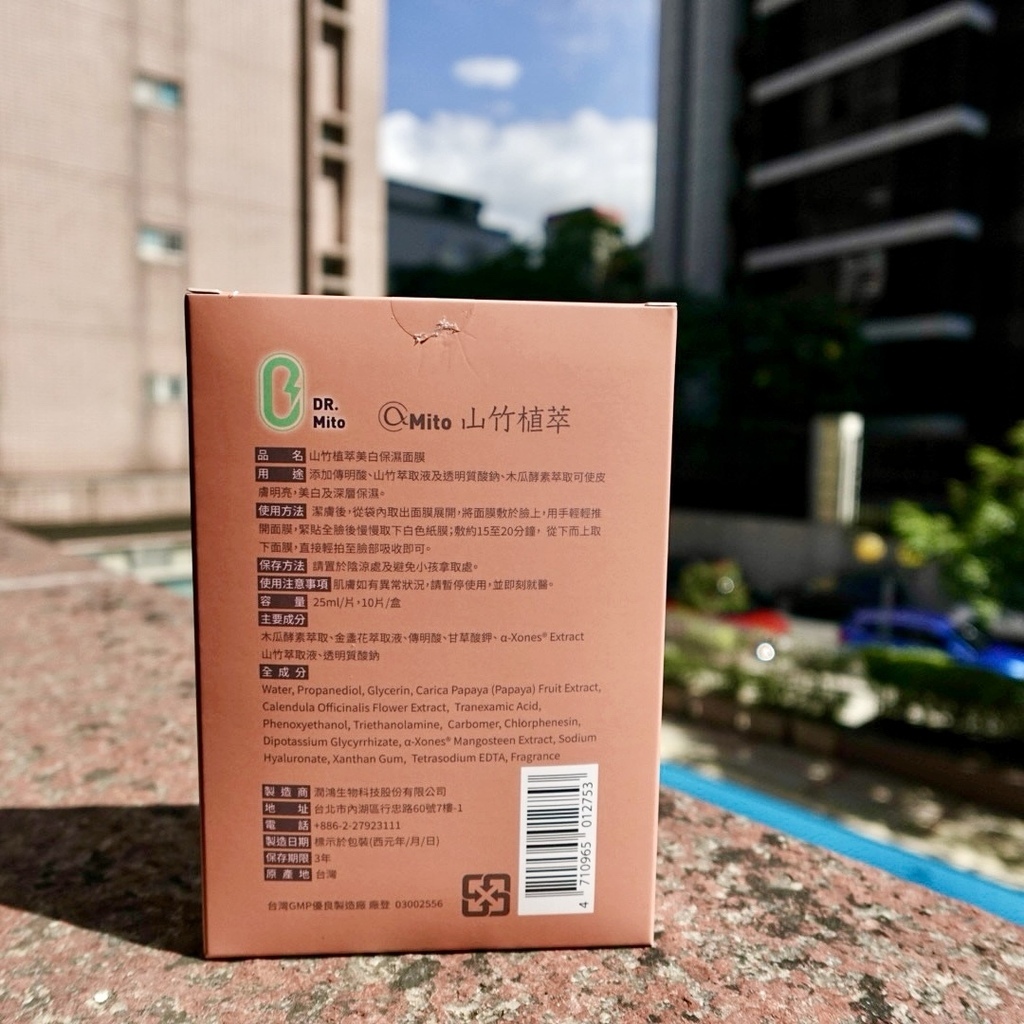 DR.
Mito
αMito 山竹植萃
品 名 山竹植萃美白保濕面膜
用 途 添加傳明酸、山竹萃取液及透明質酸鈉、木瓜酵素萃取可使皮
膚明亮，美白及深層保濕。
使用方法 潔膚後，從袋內取出面膜展開，將面膜敷於臉上，用手輕輕推
開面膜，緊貼全臉後慢慢取下白色紙膜；敷約15至20分鐘， 從下而上取
下面膜，直接輕拍至臉部吸收即可。
保存方法 請置於陰涼處及避免小孩拿取處。
使用注意事項 肌膚如有異常狀況，請暫停使用，並即刻就醫。
容 量 25ml/片，10片/盒
主要成分
木瓜酵素萃取、金盞花萃取液、傳明酸、甘草酸鉀、α-Xones® Extract
山竹萃取液、透明質酸鈉
全成分
Water, Propanediol, Glycerin, Carica Papaya (Papaya) Fruit Extract,
Calendula Officinalis Flower Extract, Tranexamic Acid,
Phenoxyethanol, Triethanolamine, Carbomer, Chlorphenesin,
Dipotassium Glycyrrhizate, α-Xones® Mangosteen Extract, Sodium
Hyaluronate, Xanthan Gum, Tetrasodium EDTA, Fragrance
製造商 潤鴻生物科技股份有限公司
地 址 台北市內湖區行忠路60號7樓-1
電 話 +886-2-27923111
製造日期 標示於包裝(西元年/月/日)
保存期限 3年
原產地 台灣
台灣GMP優良製造廠 廠登 03002556
4 710965 012753